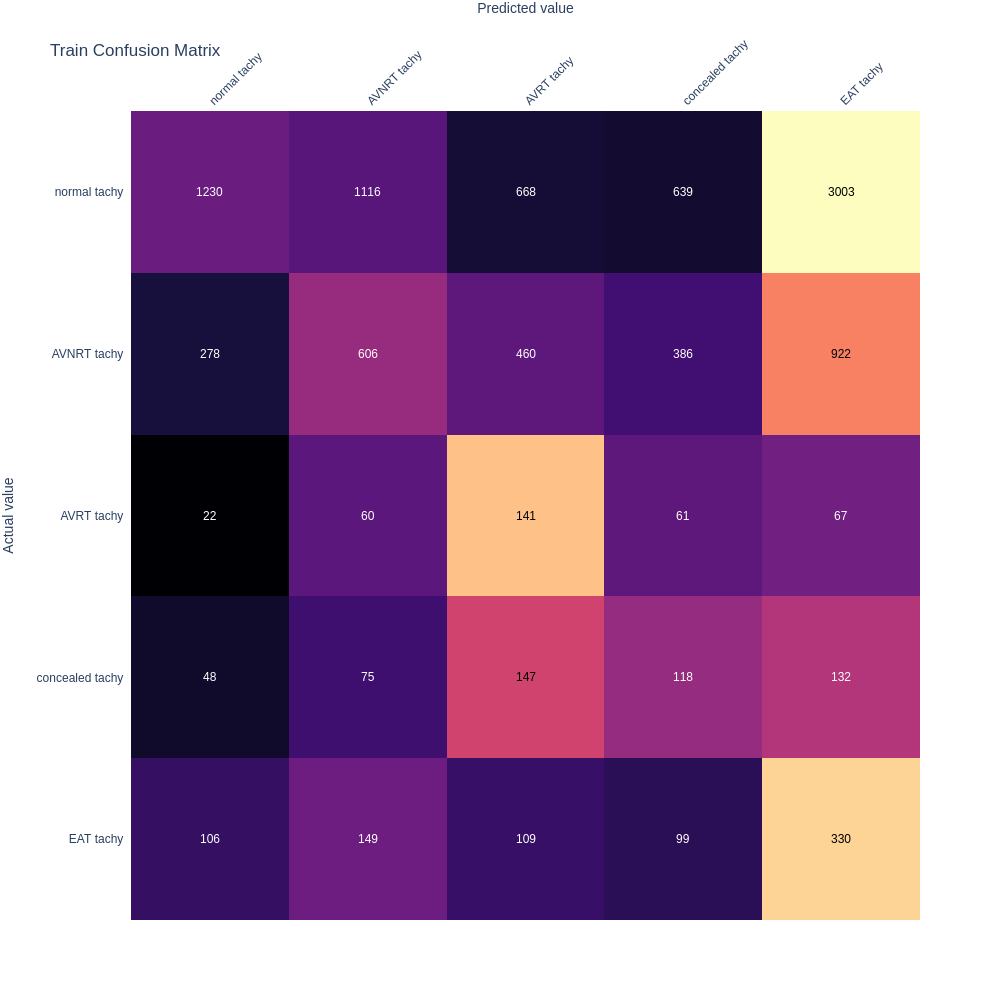 Predicted value
Train Confusion Matrix
normal tachy AVNRT tachy AVRT tachy concealed tachy EAT tachy
normal tachy 1230 1116 668 639 3003
AVNRT tachy 278 606 460 386 922
Actual value
AVRT tachy 22 60 141 61 67
concealed tachy 48 75 147 118 132
EAT tachy 106 149 109 99 330